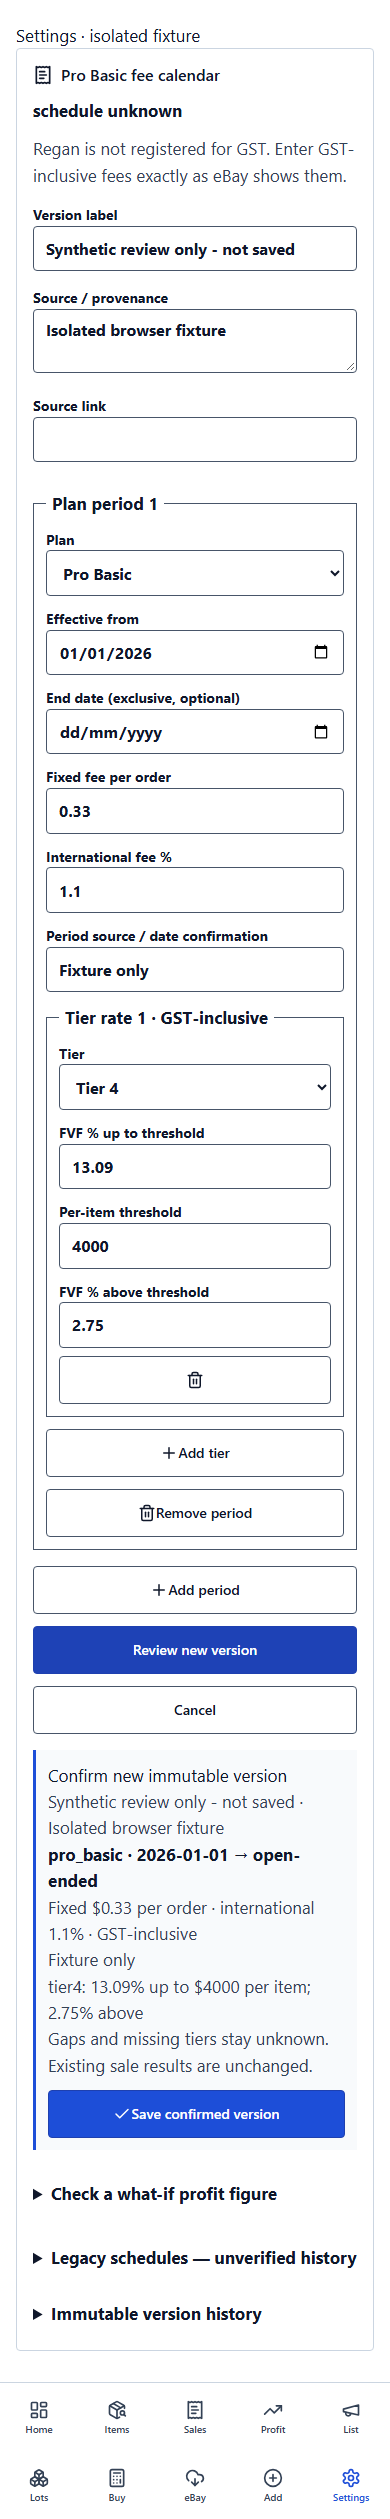 Settings · isolated fixture
Pro Basic fee calendar
schedule unknown
Regan is not registered for GST. Enter GST-
inclusive fees exactly as eBay shows them.
Version label
Synthetic review only - not saved
Source / provenance
Isolated browser fixture
Source link
Plan period 1
Plan
Pro Basic
Effective from
01/01/2026
End date (exclusive, optional)
dd/mm/yyyy
Fixed fee per order
0.33
International fee %
1.1
Period source / date confirmation
Fixture only
Tier rate 1 · GST-inclusive
Tier
Tier 4
FVF % up to threshold
13.09
Per-item threshold
4000
FVF % above threshold
2.75
Add tier
Remove period
Add period
Review new version
Cancel
Confirm new immutable version
Synthetic review only - not saved ·
Isolated browser fixture
pro_basic · 2026-01-01 → open-
ended
Fixed $0.33 per order · international
1.1% · GST-inclusive
Fixture only
tier4: 13.09% up to $4000 per item;
2.75% above
Gaps and missing tiers stay unknown.
Existing sale results are unchanged.
Save confirmed version
Check a what-if profit figure
Legacy schedules — unverified history
Immutable version history
Home Items Sales Profit List
Lots Buy eBay Add Settings